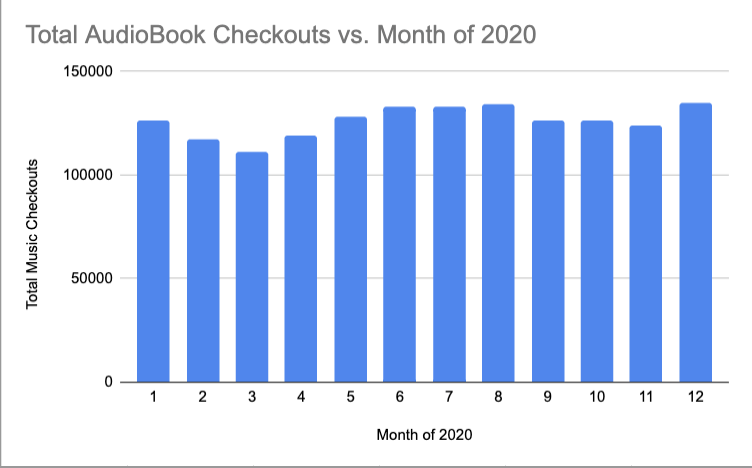 Total AudioBook Checkouts vs. Month of 2020
150000
100000
50000
0
Total Music Checkouts
1 2 3 4 5 6 7 8 9 10 11 12
Month of 2020